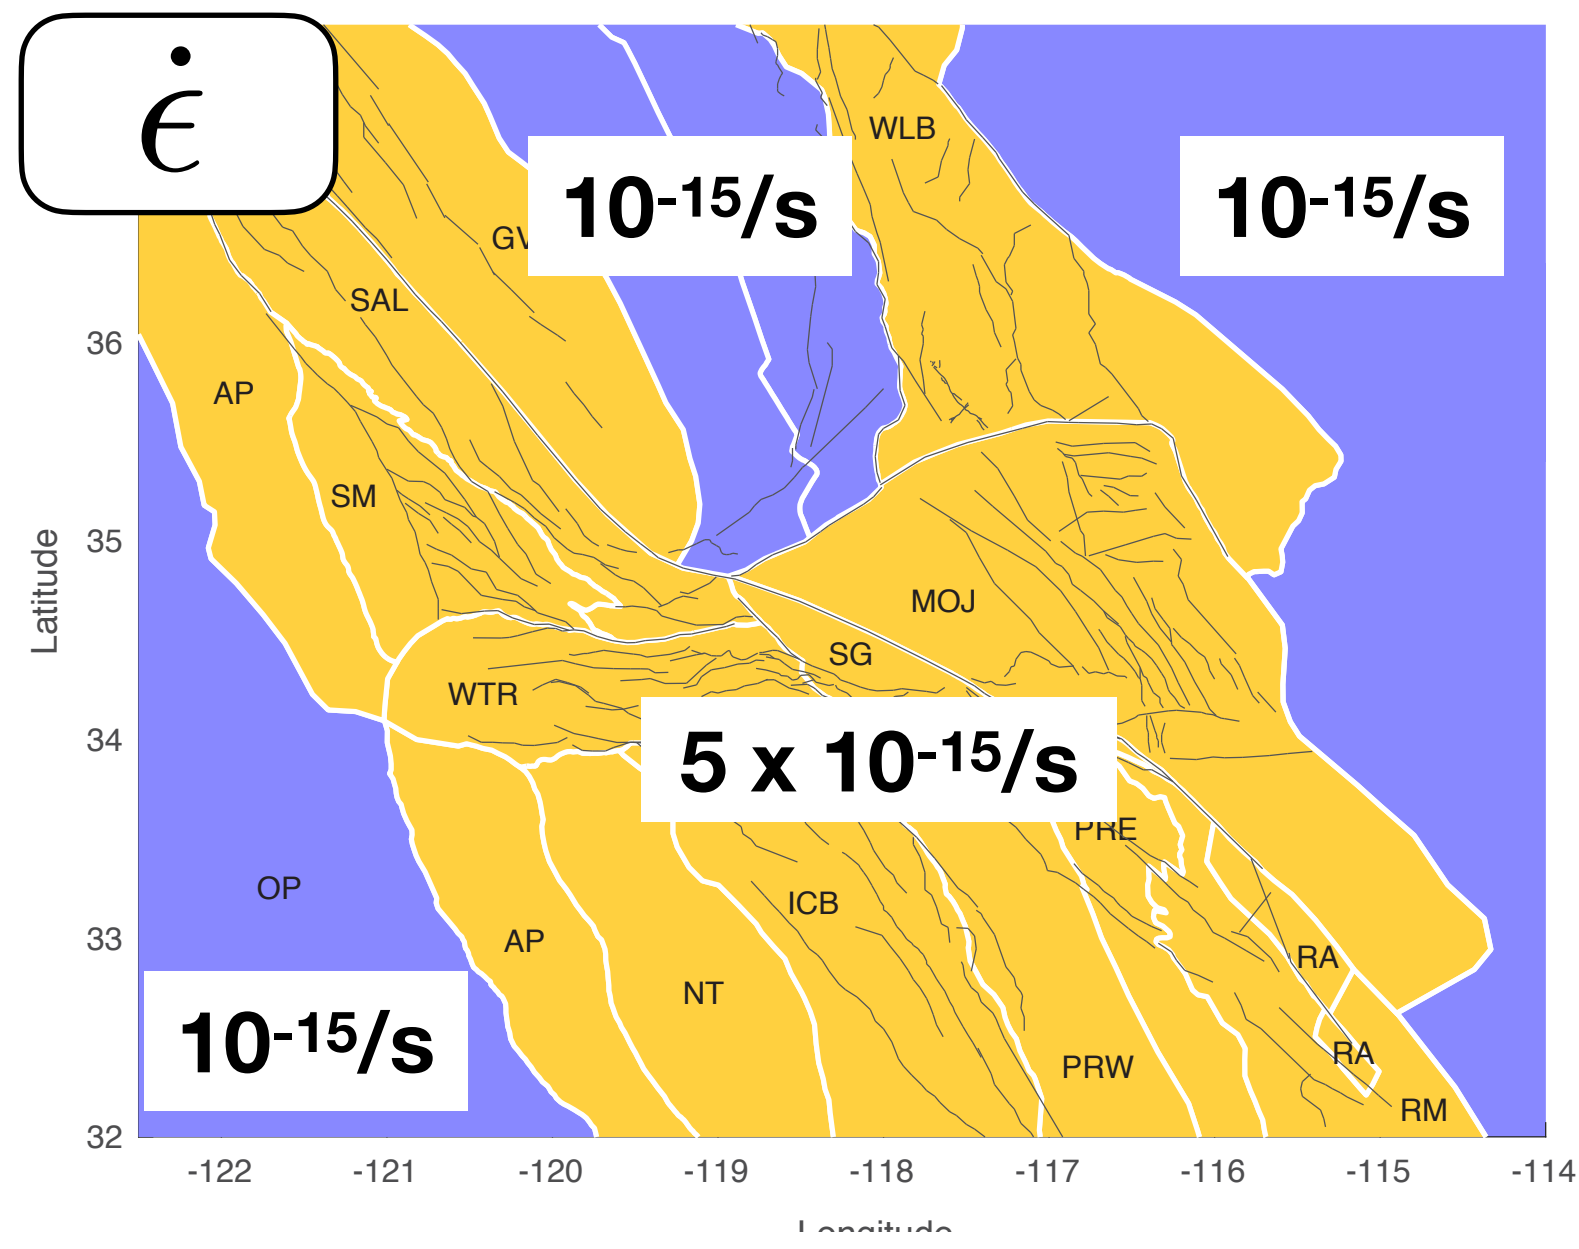 ϵ̇
WLB
10⁻¹⁵/s
10⁻¹⁵/s
GV
SAL
36
AP
SM
35
MOJ
SG
WTR
34
5 x 10⁻¹⁵/s
PRE
OP
ICB
33
AP
RA
NT
10⁻¹⁵/s
RA
PRW
RM
32
Latitude
-122 -121 -120 -119 -118 -117 -116 -115 -114
Longitude